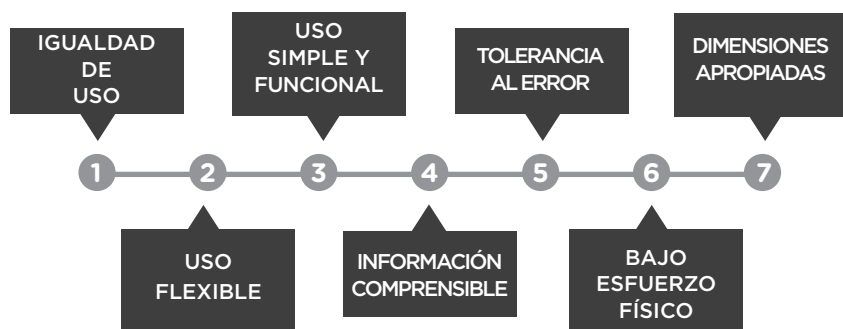 IGUALDAD
DE
USO
USO
SIMPLE Y
FUNCIONAL
TOLERANCIA
AL ERROR
DIMENSIONES
APROPIADAS
1
2
3
4
5
6
7
USO
FLEXIBLE
INFORMACIÓN
COMPRENSIBLE
BAJO
ESFUERZO
FÍSICO